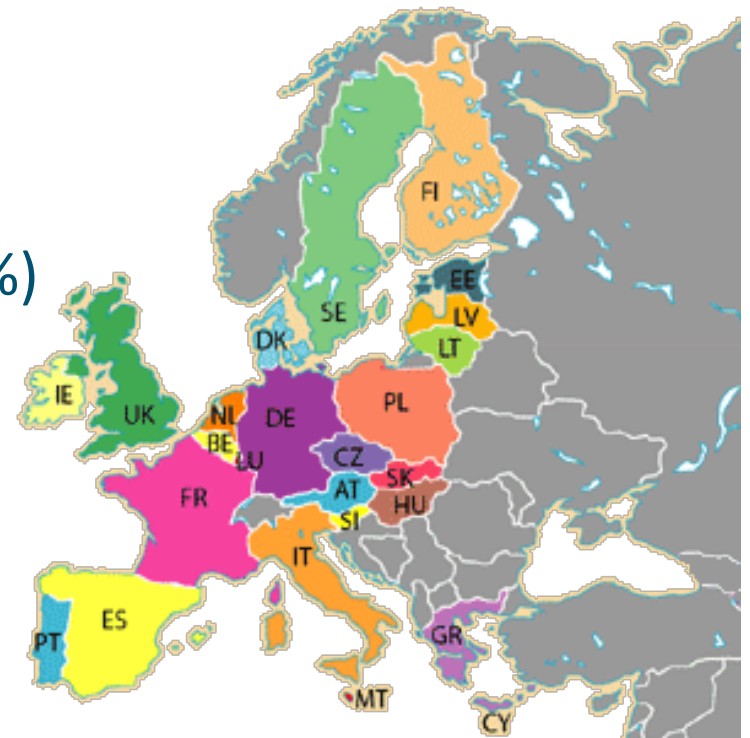 FI
%)
EE
SE
LV
DK
LT
IE
PL
NL
UK
DE
BE
CZ
LU
SK
AT
FR
HU
SI
IT
ES
GR
PT
MT
CY